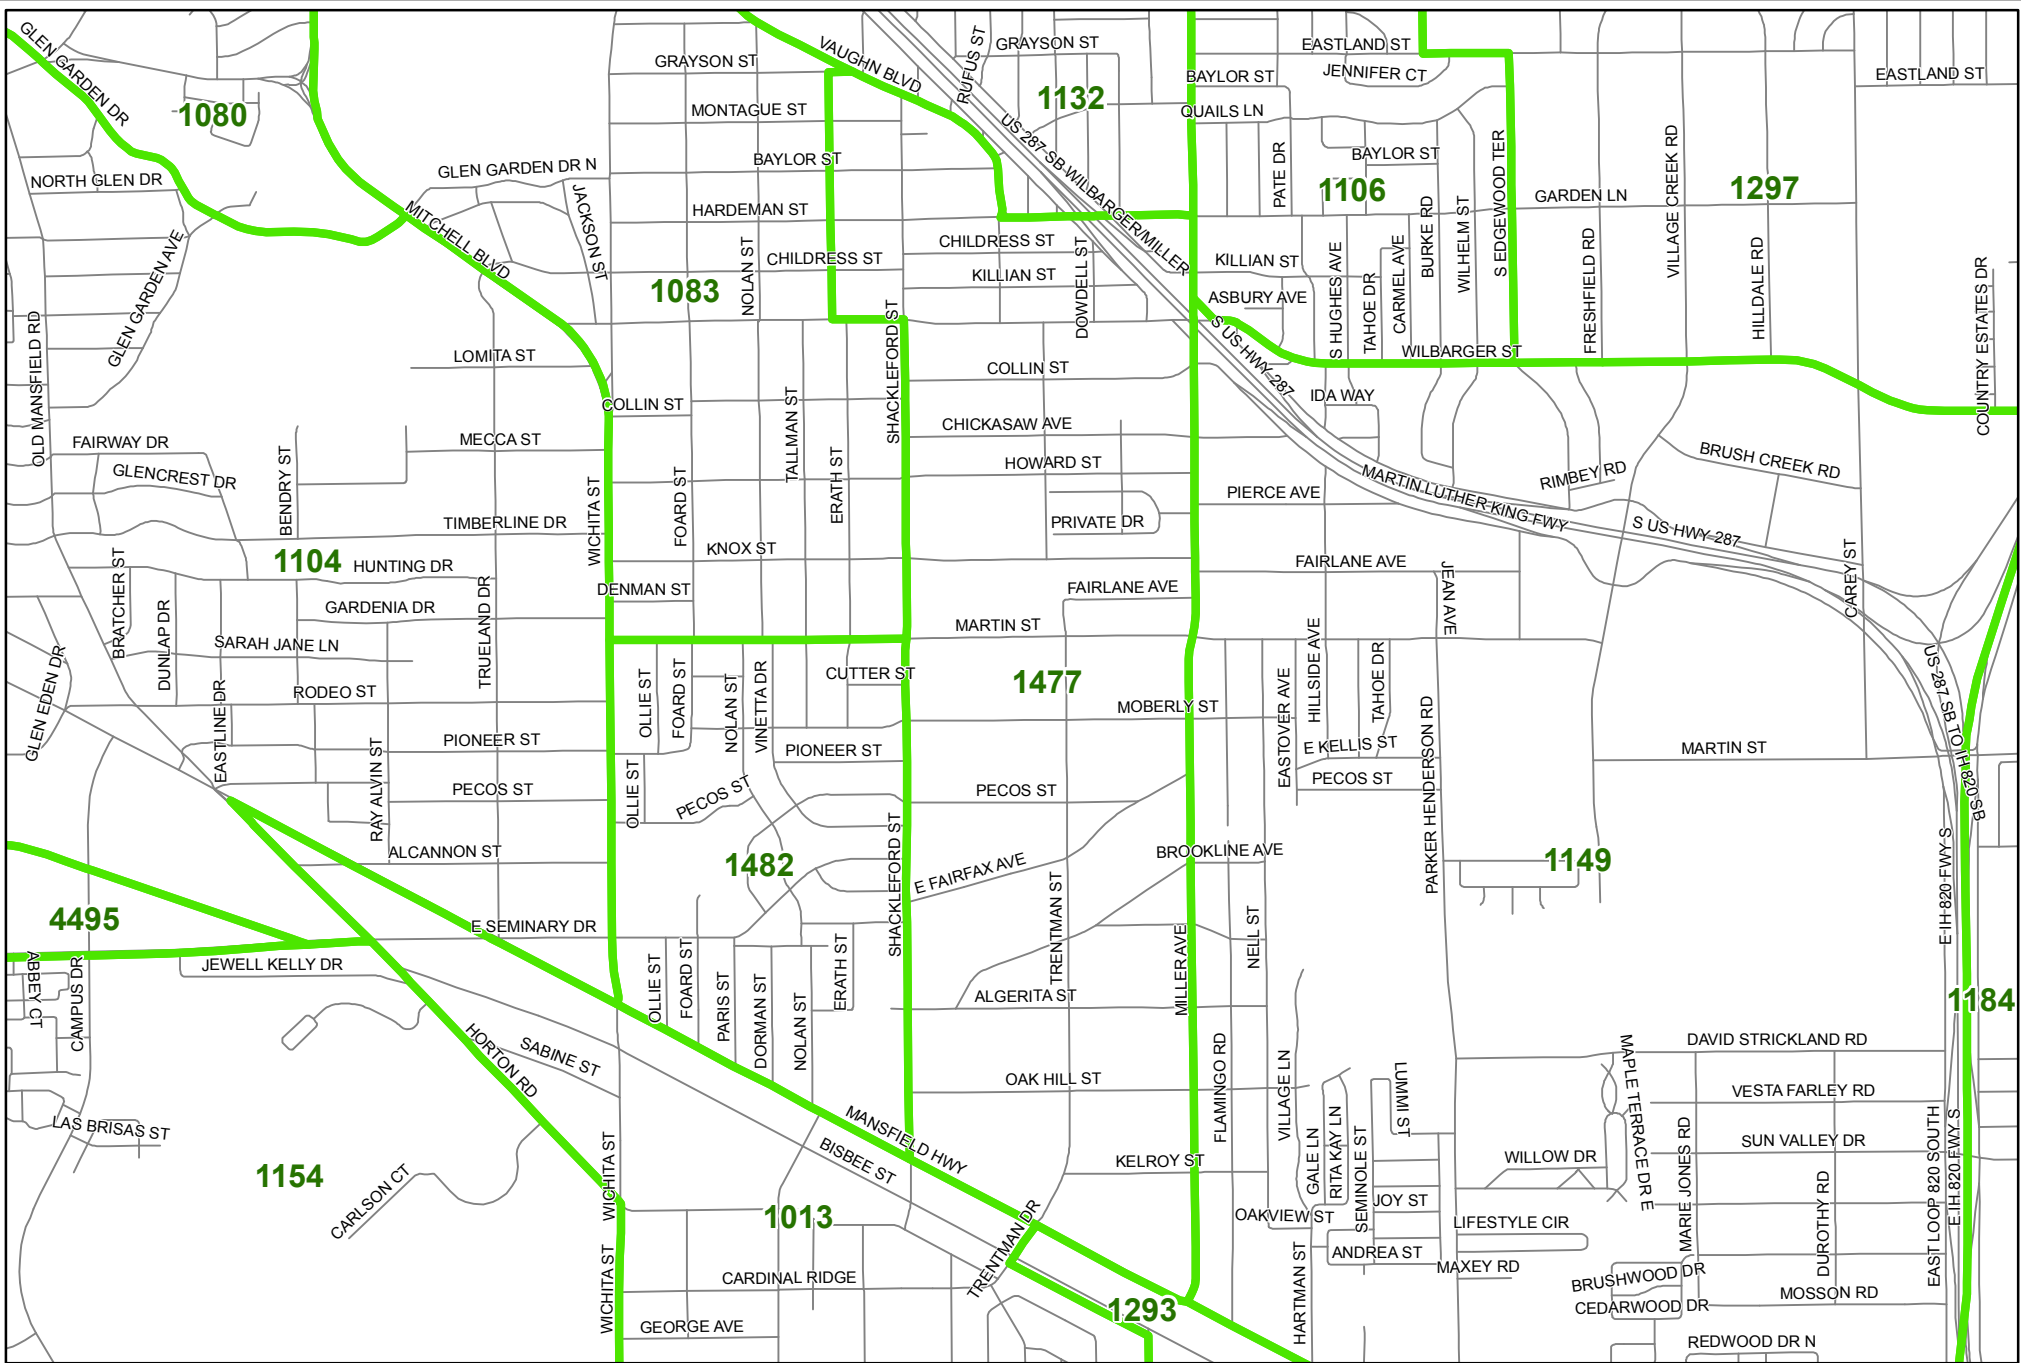 GLEN GARDEN DR
1080
NORTH GLEN DR
GLEN GARDEN AVE
OLD MANSFIELD RD
GLEN GARDEN DR N
JACKSON ST
MITCHELL BLVD
LOMITA ST
GRAYSON ST
MONTAGUE ST
BAYLOR ST
HARDEMAN ST
NOLAN ST
CHILDRESS ST
1083
VAUGHN BLVD
RUFUS ST
GRAYSON ST
1132
US 287 SB WILBARGER/MILLER
CHILDRESS ST
KILLIAN ST
DOWDELL ST
SHACKLEFORD ST
COLLIN ST
EASTLAND ST
JENNIFER CT
BAYLOR ST
QUAILS LN
PATE DR
BAYLOR ST
1106
BURKE RD
WILHELM ST
S EDGEWOOD TER
GARDEN LN
VILLAGE CREEK RD
1297
EASTLAND ST
KILLIAN ST
ASBURY AVE
S HUGHES AVE
TAHOE DR
CARMEL AVE
FRESHFIELD RD
HILLDALE RD
COUNTRY ESTATES DR
WILBARGER ST
S US HWY 287
IDA WAY
COLLIN ST
TALLMAN ST
ERATH ST
CHICKASAW AVE
HOWARD ST
PRIVATE DR
FAIRWAY DR
GLENCREST DR
BENDRY ST
MECCA ST
TIMBERLINE DR
WICHITA ST
FOARD ST
KNOX ST
PIERCE AVE
MARTIN LUTHER KING FWY
RIMBEY RD
BRUSH CREEK RD
S US HWY 287
CAREY ST
1104
HUNTING DR
BRATCHER ST
DUNLAP DR
GARDENIA DR
SARAH JANE LN
TRUELAND DR
DENMAN ST
FAIRLANE AVE
MARTIN ST
FAIRLANE AVE
JEAN AVE
GLEN EDEN DR
RODEO ST
EASTLINE DR
PIONEER ST
RAY ALVIN ST
PECOS ST
ALCANNON ST
OLLIE ST
FOARD ST
NOLAN ST
VINETTA DR
CUTTER ST
PIONEER ST
1477
MOBERLY ST
EASTOVER AVE
HILLSIDE AVE
TAHOE DR
E KELLIS ST
PECOS ST
PARKER HENDERSON RD
MARTIN ST
US 287 SB TO IH 820 SB
OLLIE ST
PECOS ST
PECOS ST
1482
SHACKLEFORD ST
E FAIRFAX AVE
BROOKLINE AVE
1149
E IH 820 FWY S
4495
E SEMINARY DR
JEWELL KELLY DR
ABBEY CT
CAMPUS DR
OLLIE ST
FOARD ST
PARIS ST
DORMAN ST
NOLAN ST
ERATH ST
TRENTMAN ST
ALGERITA ST
MILLER AVE
NELL ST
1184
HORTON RD
SABINE ST
OAK HILL ST
FLAMINGO RD
VILLAGE LN
LUMMI ST
DAVID STRICKLAND RD
MAPLE TERRACE DR E
VESTA FARLEY RD
LAS BRISAS ST
MANSFIELD HWY
BISBEE ST
KELROY ST
GALE LN
RITA KAY LN
SEMINOLE ST
WILLOW DR
SUN VALLEY DR
MARIE JONES RD
DUROTHY RD
EAST LOOP 820 SOUTH
E IH 820 FWY S
1154
CARLSON CT
WICHITA ST
1013
OAKVIEW ST
JOY ST
LIFESTYLE CIR
ANDREA ST
MAXEY RD
WICHITA ST
CARDINAL RIDGE
GEORGE AVE
TRENTMAN DR
1293
HARTMAN ST
BRUSHWOOD DR
CEDARWOOD DR
MOSSON RD
REDWOOD DR N